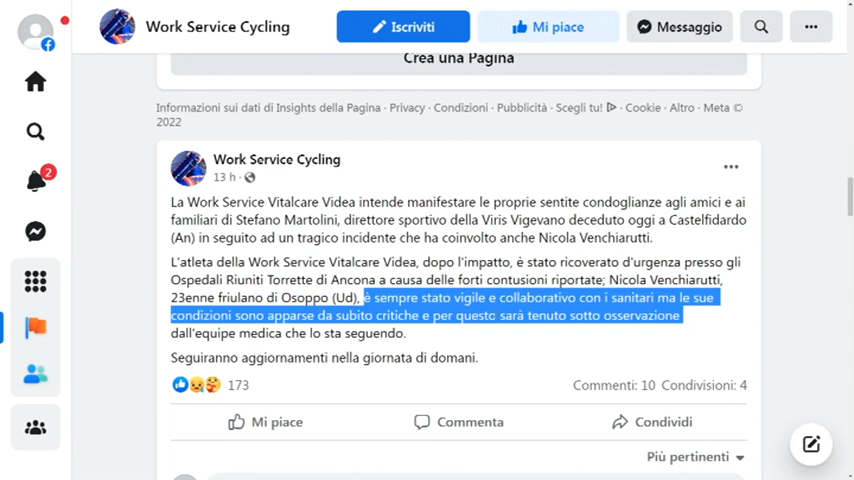 Work Service Cycling
Iscriviti
Mi piace
Messaggio
Crea una Pagina
Informazioni sui dati di Insights della Pagina · Privacy · Condizioni · Pubblicità · Scegli tu! · Cookie · Altro · Meta ©
2022
2
Work Service Cycling
13 h ·
La Work Service Vitalcare Videa intende manifestare le proprie sentite condoglianze agli amici e ai
familiari di Stefano Martolini, direttore sportivo della Viris Vigevano deceduto oggi a Castelfidardo
(An) in seguito ad un tragico incidente che ha coinvolto anche Nicola Venchiarutti.
L'atleta della Work Service Vitalcare Videa, dopo l'impatto, è stato ricoverato d'urgenza presso gli
Ospedali Riuniti Torrette di Ancona a causa delle forti contusioni riportate; Nicola Venchiarutti,
23enne friulano di Osoppo (Ud), è sempre stato vigile e collaborativo con i sanitari ma le sue
condizioni sono apparse da subito critiche e per questo sarà tenuto sotto osservazione
dall'equipe medica che lo sta seguendo.
Seguiranno aggiornamenti nella giornata di domani.
173
Commenti: 10 Condivisioni: 4
Mi piace
Commenta
Condividi
Più pertinenti